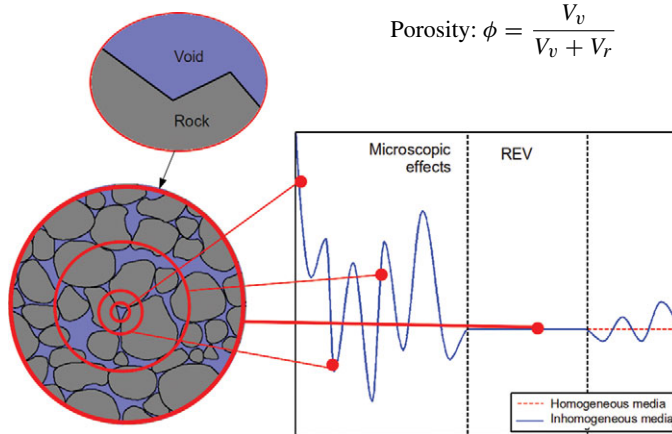 Porosity: ϕ = V_v / (V_v + V_r)
Void
Rock
Microscopic
effects
REV
Homogeneous media
Inhomogeneous media